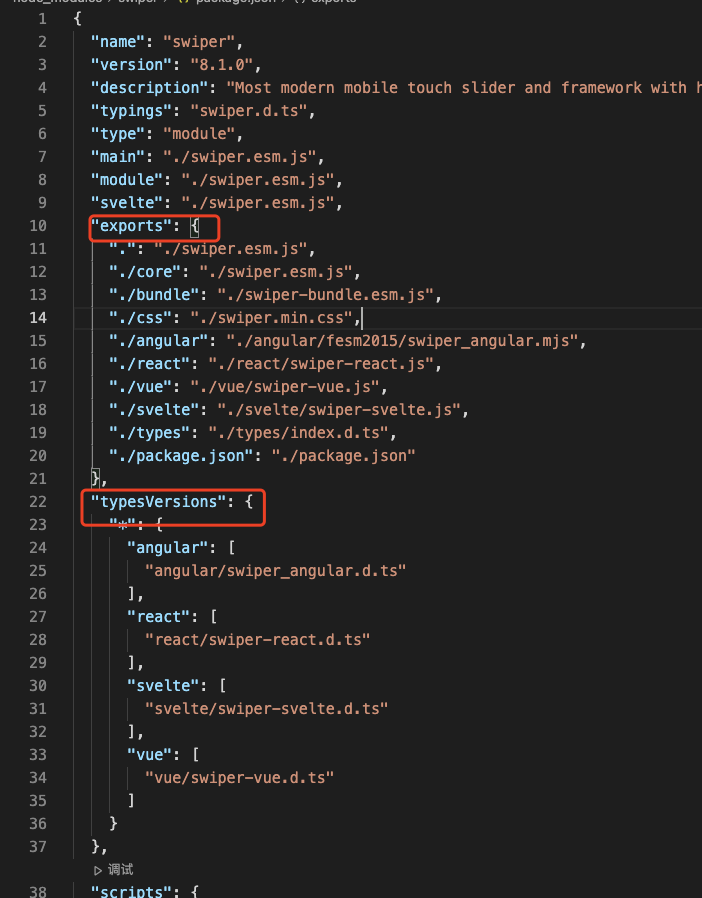 node_modules > swiper > {} package.json > {} exports
1 {
2 "name": "swiper",
3 "version": "8.1.0",
4 "description": "Most modern mobile touch slider and framework with h
5 "typings": "swiper.d.ts",
6 "type": "module",
7 "main": "./swiper.esm.js",
8 "module": "./swiper.esm.js",
9 "svelte": "./swiper.esm.js",
10 "exports": {
11 ".": "./swiper.esm.js",
12 "./core": "./swiper.esm.js",
13 "./bundle": "./swiper-bundle.esm.js",
14 "./css": "./swiper.min.css",
15 "./angular": "./angular/fesm2015/swiper_angular.mjs",
16 "./react": "./react/swiper-react.js",
17 "./vue": "./vue/swiper-vue.js",
18 "./svelte": "./svelte/swiper-svelte.js",
19 "./types": "./types/index.d.ts",
20 "./package.json": "./package.json"
21 },
22 "typesVersions": {
23 "*": {
24 "angular": [
25 "angular/swiper_angular.d.ts"
26 ],
27 "react": [
28 "react/swiper-react.d.ts"
29 ],
30 "svelte": [
31 "svelte/swiper-svelte.d.ts"
32 ],
33 "vue": [
34 "vue/swiper-vue.d.ts"
35 ]
36 }
37 },
调试
38 "scripts": {